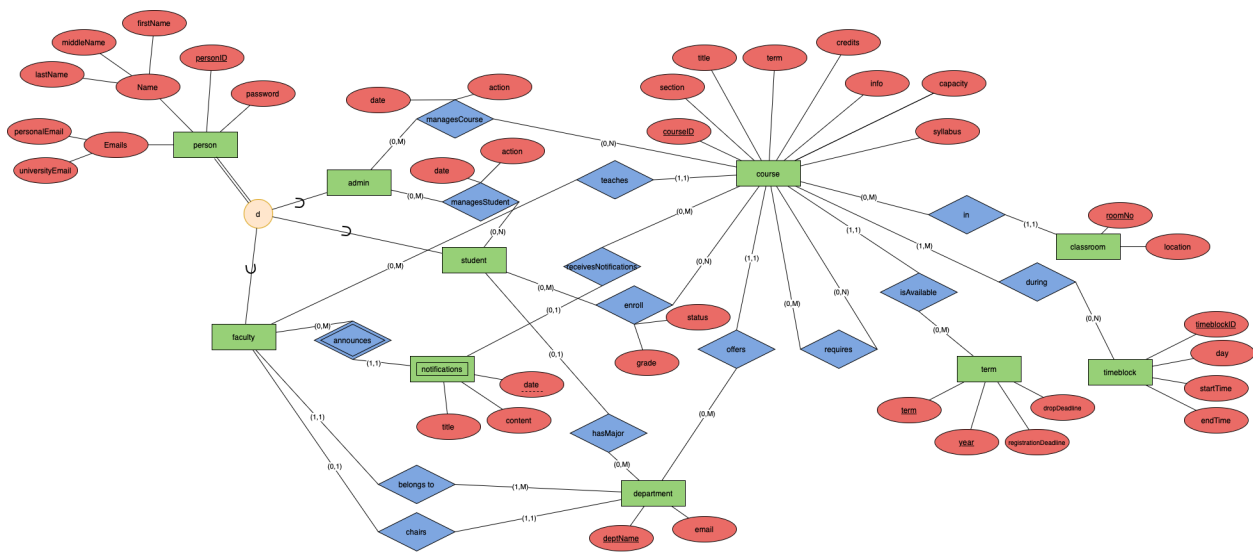 firstName
middleName
personID
lastName
Name
password
personalEmail
Emails
person
universityEmail
date
action
managesCourse
(0,M)
(0,N)
action
date
admin
(0,M)
managesStudent
d
(0,N)
student
title
term
credits
section
info
capacity
courseID
syllabus
teaches
(1,1)
course
(0,M)
(0,M)
in
(1,1)
roomNo
classroom
location
receivesNotifications
(0,M)
(0,M)
(0,N)
(1,1)
(1,1)
(1,M)
isAvailable
during
enroll
status
grade
(0,1)
(0,M)
(0,N)
(0,M)
(0,N)
faculty
(0,M)
announces
(1,1)
notifications
date
title
content
offers
requires
term
term
year
dropDeadline
registrationDeadline
timeblock
timeblockID
day
startTime
endTime
(0,1)
(0,M)
(1,1)
hasMajor
(0,1)
(0,M)
belongs to
(1,M)
department
chairs
(1,1)
deptName
email